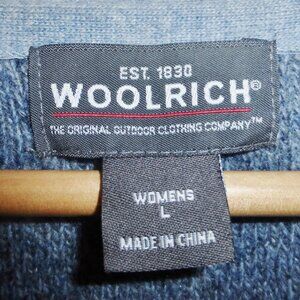 EST. 1830
WOOLRICH®
THE ORIGINAL OUTDOOR CLOTHING COMPANY™
WOMENS
L
MADE IN CHINA